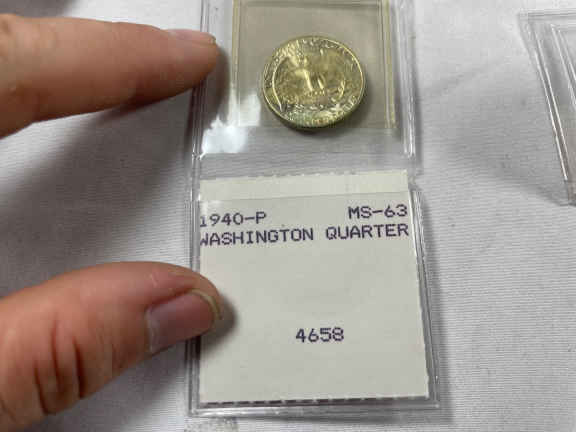 1940-P MS-63
WASHINGTON QUARTER
4658